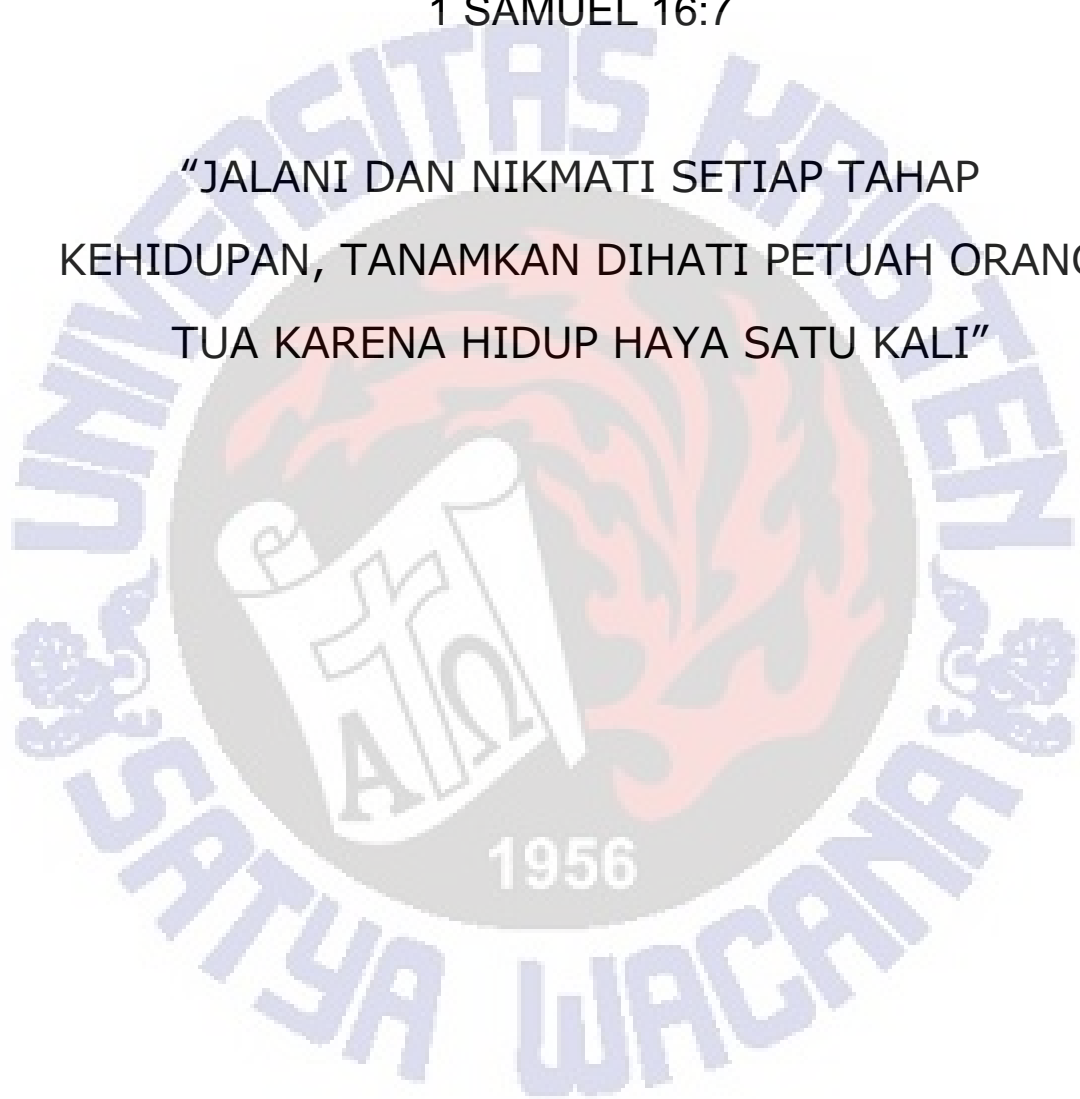 1 SAMUEL 16:7
“JALANI DAN NIKMATI SETIAP TAHAP
KEHIDUPAN, TANAMKAN DIHATI PETUAH ORANG
TUA KARENA HIDUP HAYA SATU KALI”
UNIVERSITAS KRISTEN
Α Ω
1956
SATYA WACANA